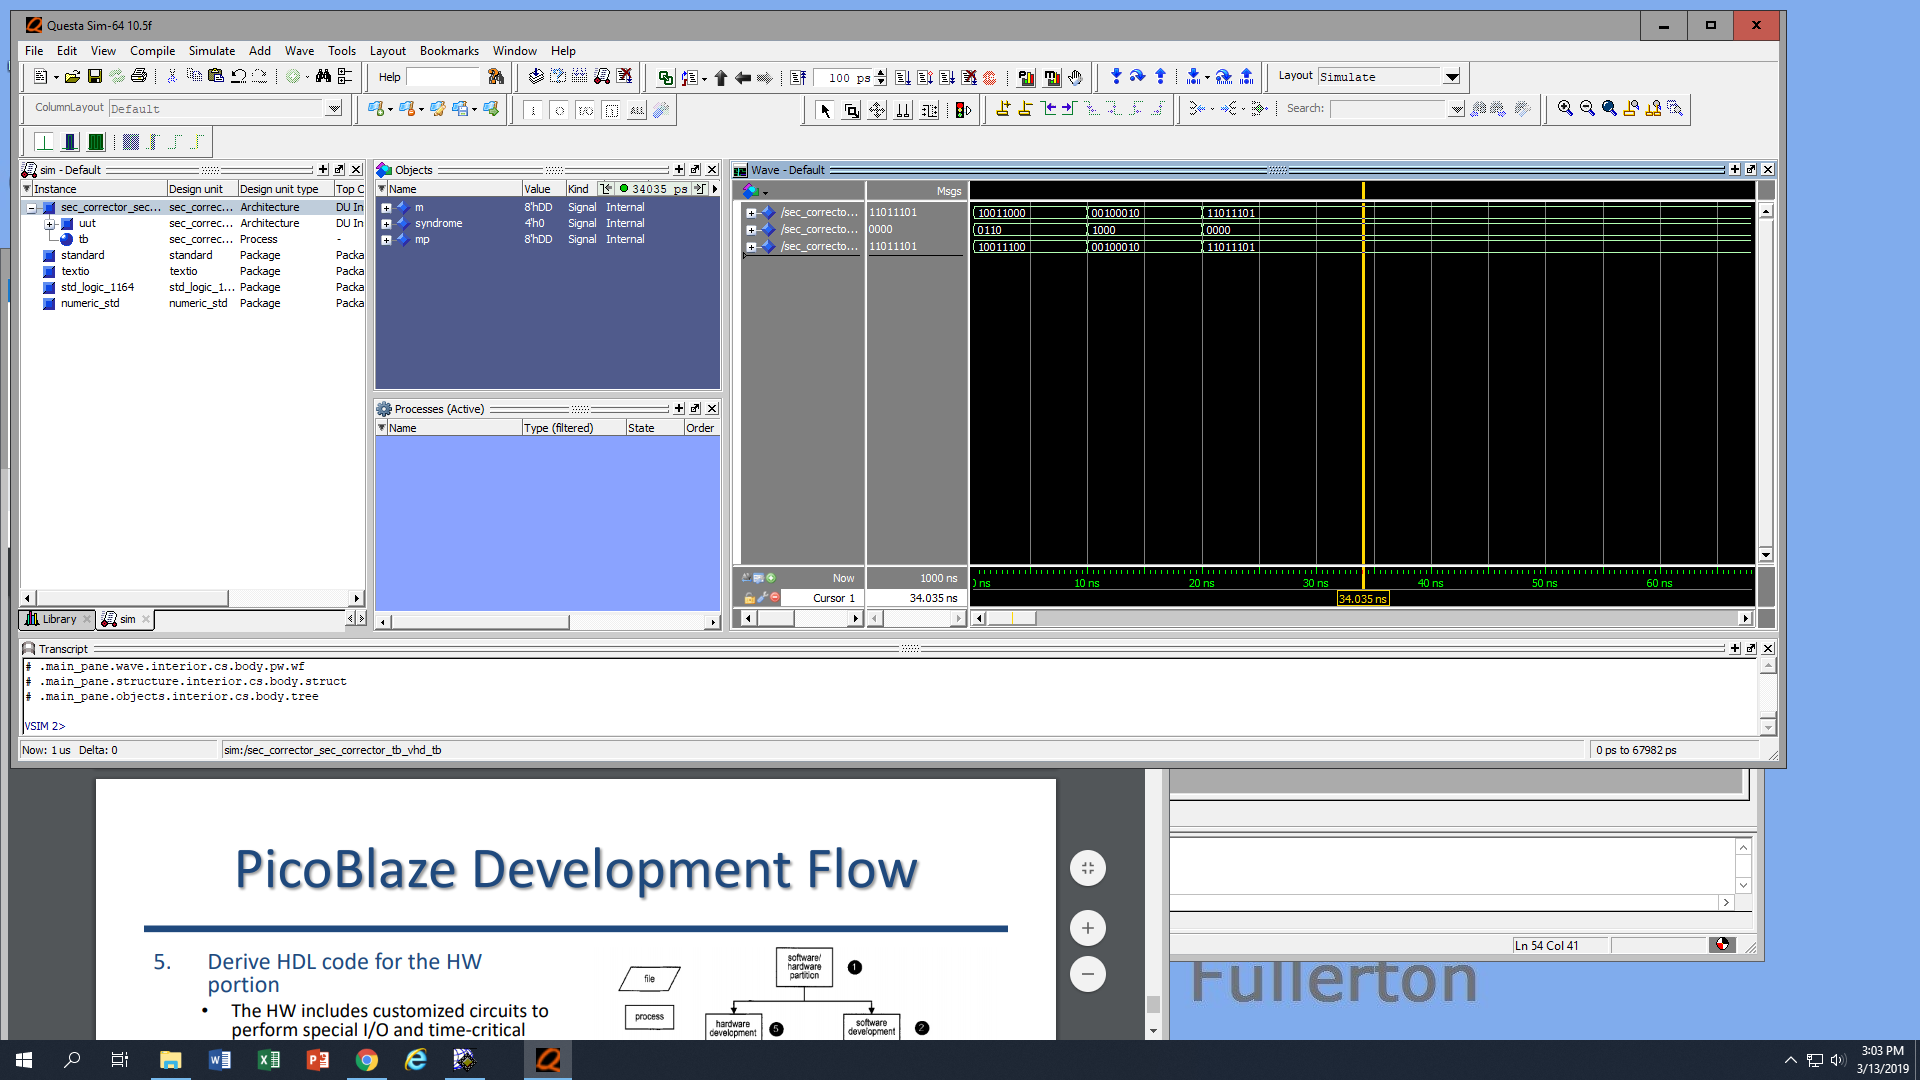 Questa Sim-64 10.5f
File Edit View Compile Simulate Add Wave Tools Layout Bookmarks Window Help
Help 100 ps Layout Simulate
ColumnLayout Default Search:
sim - Default
Instance Design unit Design unit type Top C
sec_corrector_sec... sec_correc... Architecture DU In
uut sec_correc... Architecture DU In
tb sec_correc... Process -
standard standard Package Packa
textio textio Package Packa
std_logic_1164 std_logic_1... Package Packa
numeric_std numeric_std Package Packa
Library sim
Objects
Name Value Kind 34035 ps
m 8'hDD Signal Internal
syndrome 4'h0 Signal Internal
mp 8'hDD Signal Internal
Processes (Active)
Name Type (filtered) State Order
Wave - Default
Msgs
/sec_correcto... 11011101 10011000 00100010 11011101
/sec_correcto... 0000 0110 1000 0000
/sec_correcto... 11011101 10011100 00100010 11011101
Now 1000 ns ns 10 ns 20 ns 30 ns 40 ns 50 ns 60 ns
Cursor 1 34.035 ns 34.035 ns
Transcript
# .main_pane.wave.interior.cs.body.pw.wf
# .main_pane.structure.interior.cs.body.struct
# .main_pane.objects.interior.cs.body.tree
VSIM 2>
Now: 1 us Delta: 0 sim:/sec_corrector_sec_corrector_tb_vhd_tb 0 ps to 67982 ps
PicoBlaze Development Flow
5. Derive HDL code for the HW
portion
• The HW includes customized circuits to
perform special I/O and time-critical
file
process
software/
hardware
partition
1
hardware
development
5
software
development
2
Ln 54 Col 41
Fullerton
3:03 PM
3/13/2019